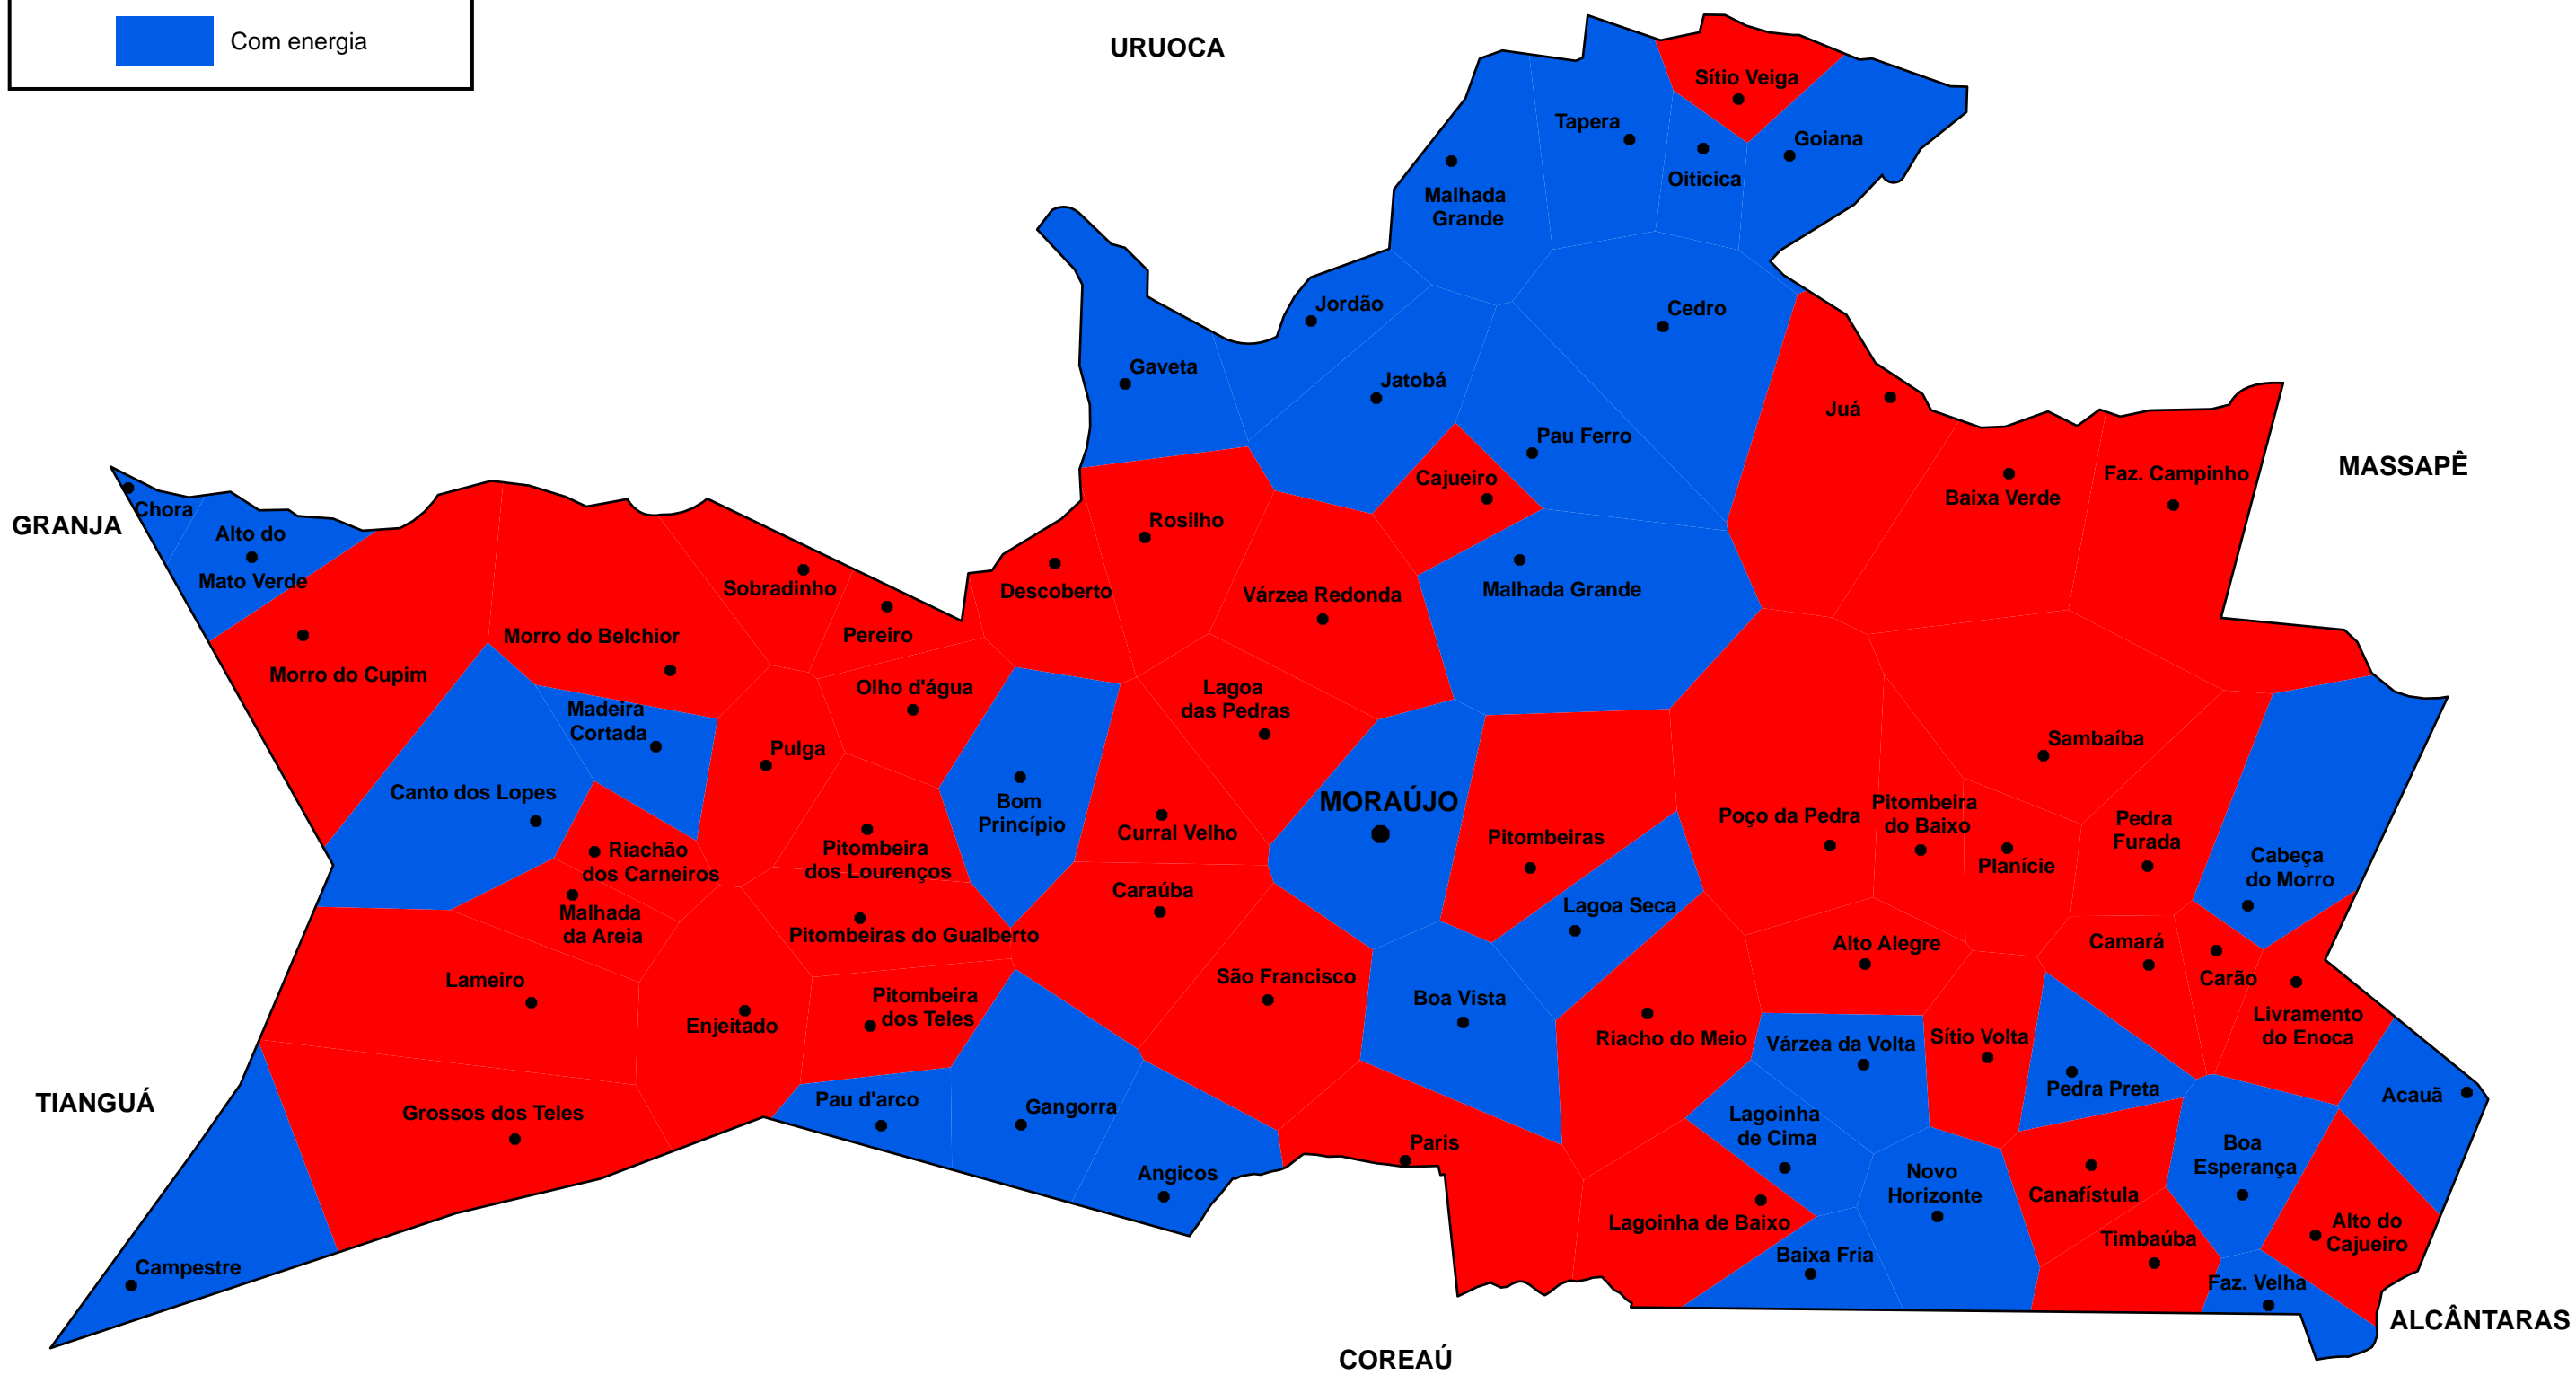 Com energia
URUOCA
Sítio Veiga
Tapera
Goiana
Oiticica
Malhada
Grande
Jordão
Cedro
Gaveta
Jatobá
Juá
Pau Ferro
MASSAPÊ
Cajueiro
Faz. Campinho
Baixa Verde
Chora
GRANJA
Alto do
Mato Verde
Rosilho
Sobradinho
Descoberto
Várzea Redonda
Malhada Grande
Morro do Belchior
Pereiro
Morro do Cupim
Olho d'água
Lagoa
das Pedras
Madeira
Cortada
Pulga
Sambaíba
Canto dos Lopes
Bom
Princípio
MORAÚJO
Curral Velho
Pitombeiras
Poço da Pedra
Pitombeira
do Baixo
Planície
Pedra
Furada
Cabeça
do Morro
Riachão
dos Carneiros
Pitombeira
dos Lourenços
Caraúba
Malhada
da Areia
Lagoa Seca
Pitombeiras do Gualberto
Alto Alegre
Camará
Carão
Lameiro
São Francisco
Boa Vista
Pitombeira
dos Teles
Enjeitado
Riacho do Meio
Várzea da Volta
Sítio Volta
Livramento
do Enoca
Pedra Preta
Acauã
TIANGUÁ
Grossos dos Teles
Pau d'arco
Gangorra
Lagoinha
de Cima
Paris
Boa
Esperança
Angicos
Novo
Horizonte
Canafístula
Lagoinha de Baixo
Timbaúba
Alto do
Cajueiro
Campestre
Baixa Fria
Faz. Velha
ALCÂNTARAS
COREAÚ